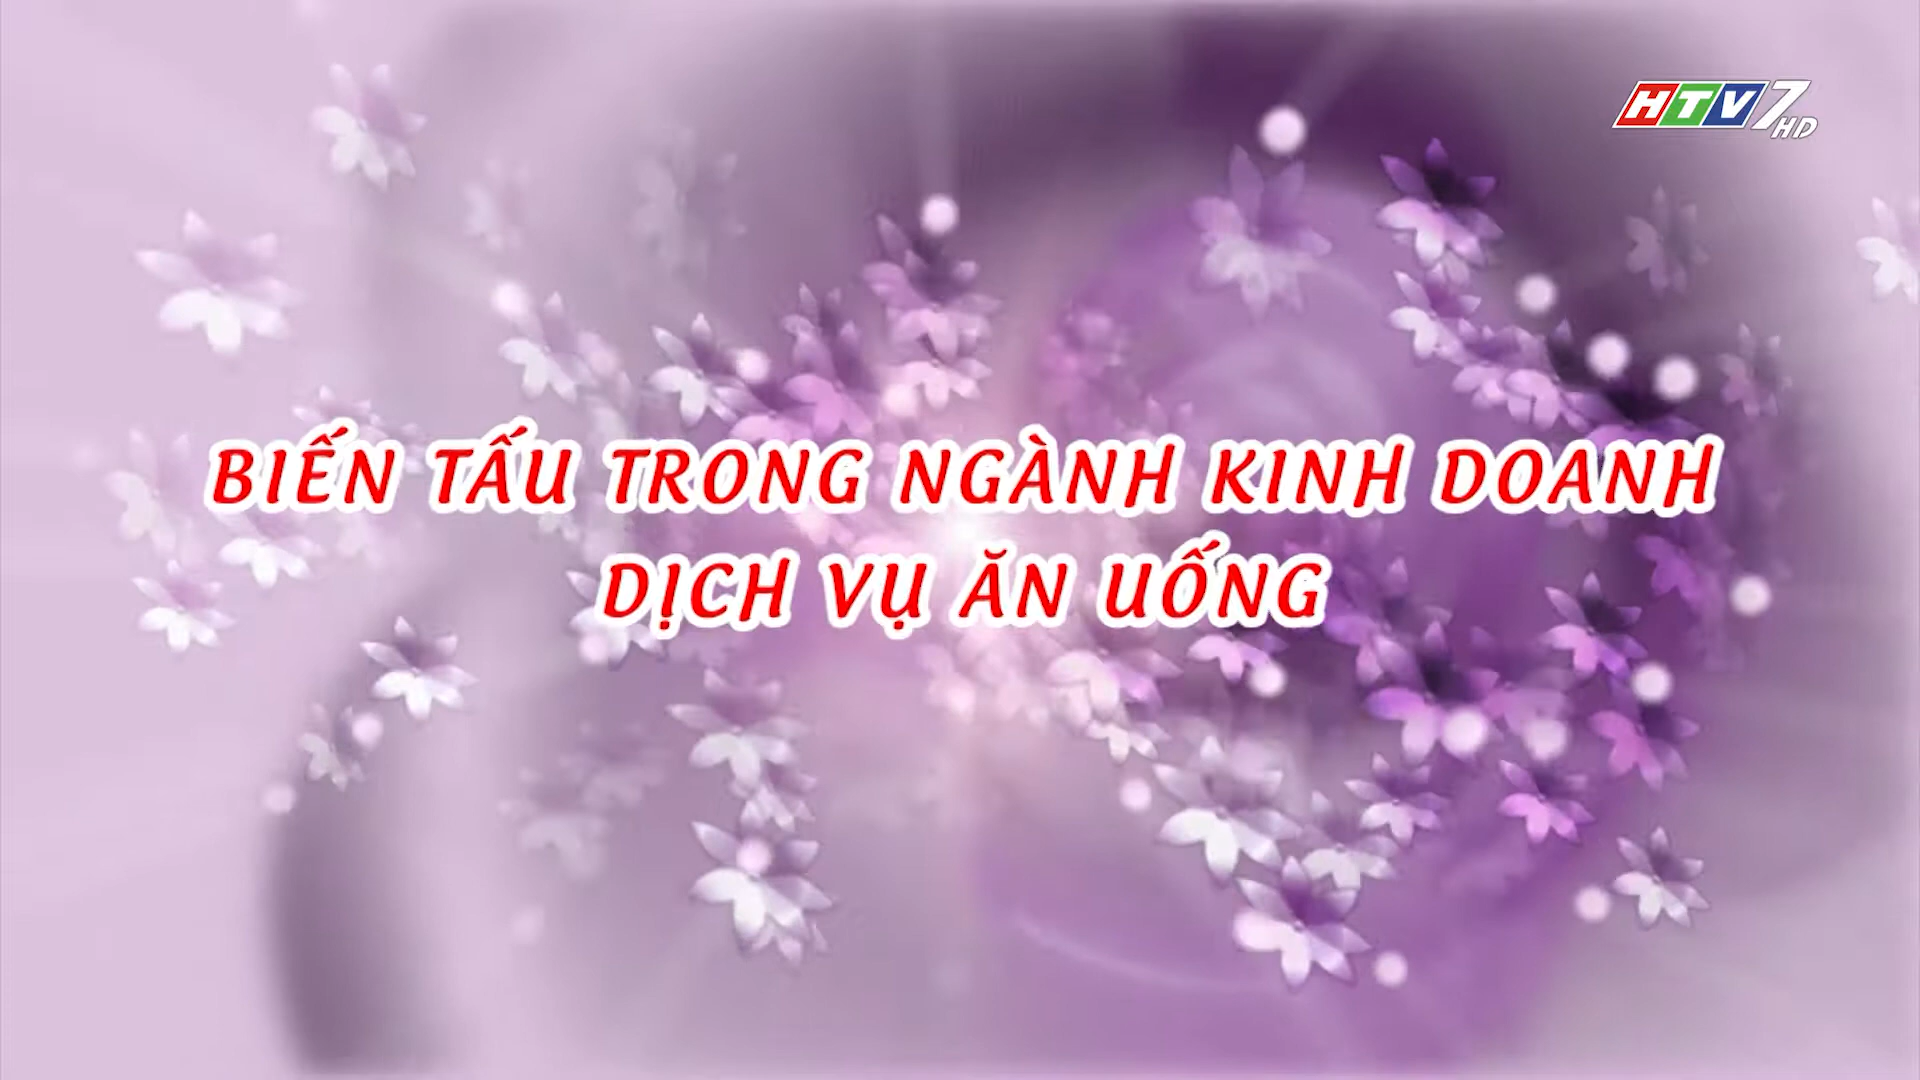 HTV7
HD
BIẾN TẤU TRONG NGÀNH KINH DOANH
DỊCH VỤ ĂN UỐNG